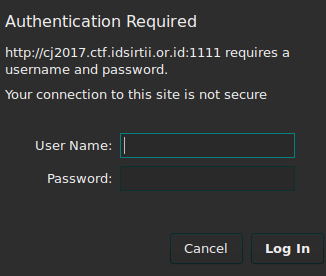 Authentication Required
http://cj2017.ctf.idsirtii.or.id:1111 requires a
username and password.
Your connection to this site is not secure
User Name:
Password:
Cancel
Log In